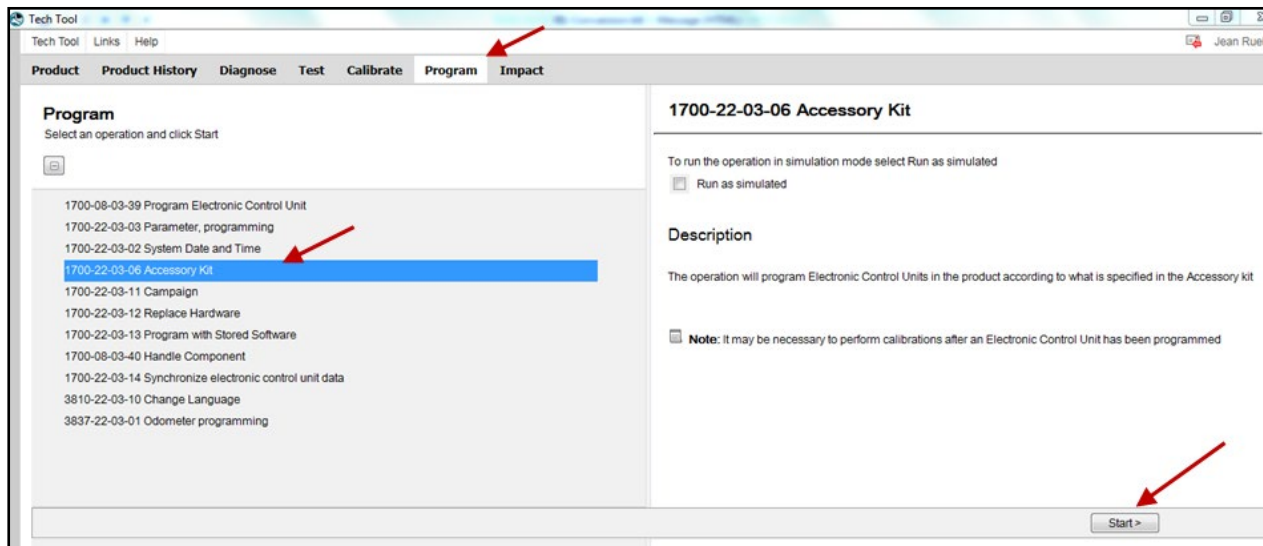 Tech Tool
Tech Tool Links Help
Jean Rue
Product Product History Diagnose Test Calibrate Program Impact
Program
Select an operation and click Start
1700-08-03-39 Program Electronic Control Unit
1700-22-03-03 Parameter, programming
1700-22-03-02 System Date and Time
1700-22-03-06 Accessory Kit
1700-22-03-11 Campaign
1700-22-03-12 Replace Hardware
1700-22-03-13 Program with Stored Software
1700-08-03-40 Handle Component
1700-22-03-14 Synchronize electronic control unit data
3810-22-03-10 Change Language
3837-22-03-01 Odometer programming
1700-22-03-06 Accessory Kit
To run the operation in simulation mode select Run as simulated
Run as simulated
Description
The operation will program Electronic Control Units in the product according to what is specified in the Accessory kit
Note: It may be necessary to perform calibrations after an Electronic Control Unit has been programmed
Start >